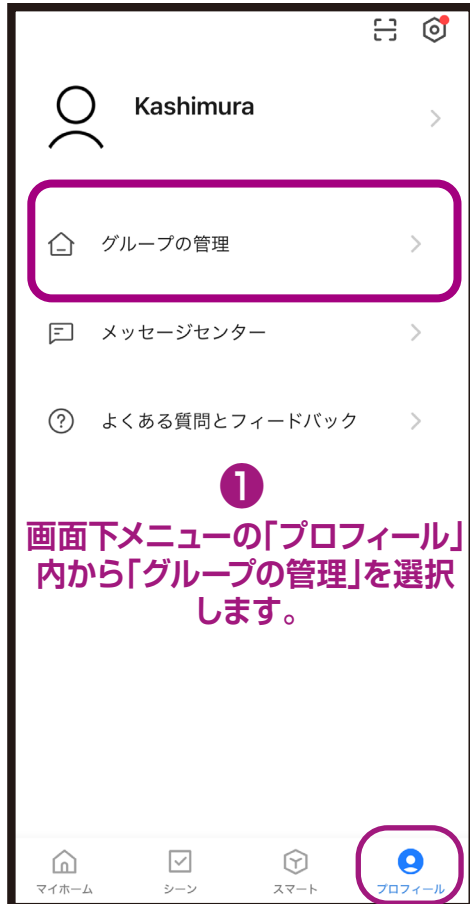 Kashimura
グループの管理
メッセージセンター
よくある質問とフィードバック
❶
画面下メニューの「プロフィール」
内から「グループの管理」を選択
します。
マイホーム シーン スマート プロフィール